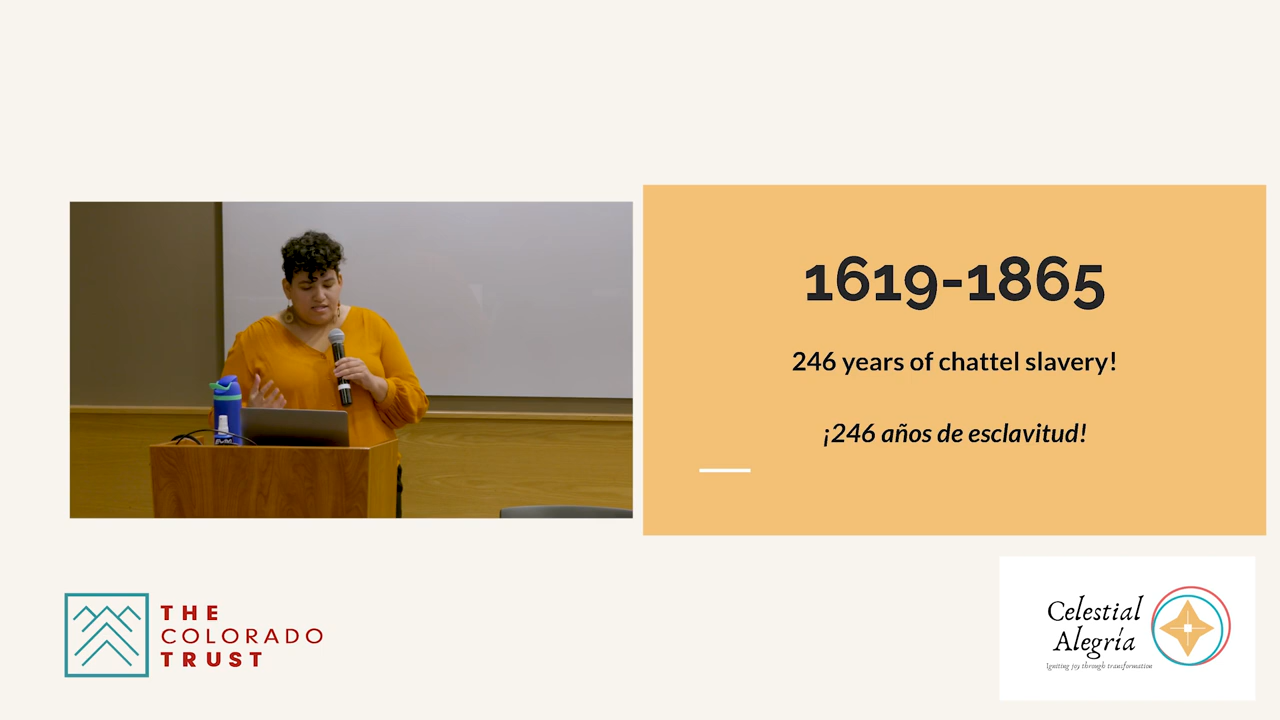 1619-1865
246 years of chattel slavery!
¡246 años de esclavitud!
THE
COLORADO
TRUST
Celestial
Alegría
Igniting joy through transformation